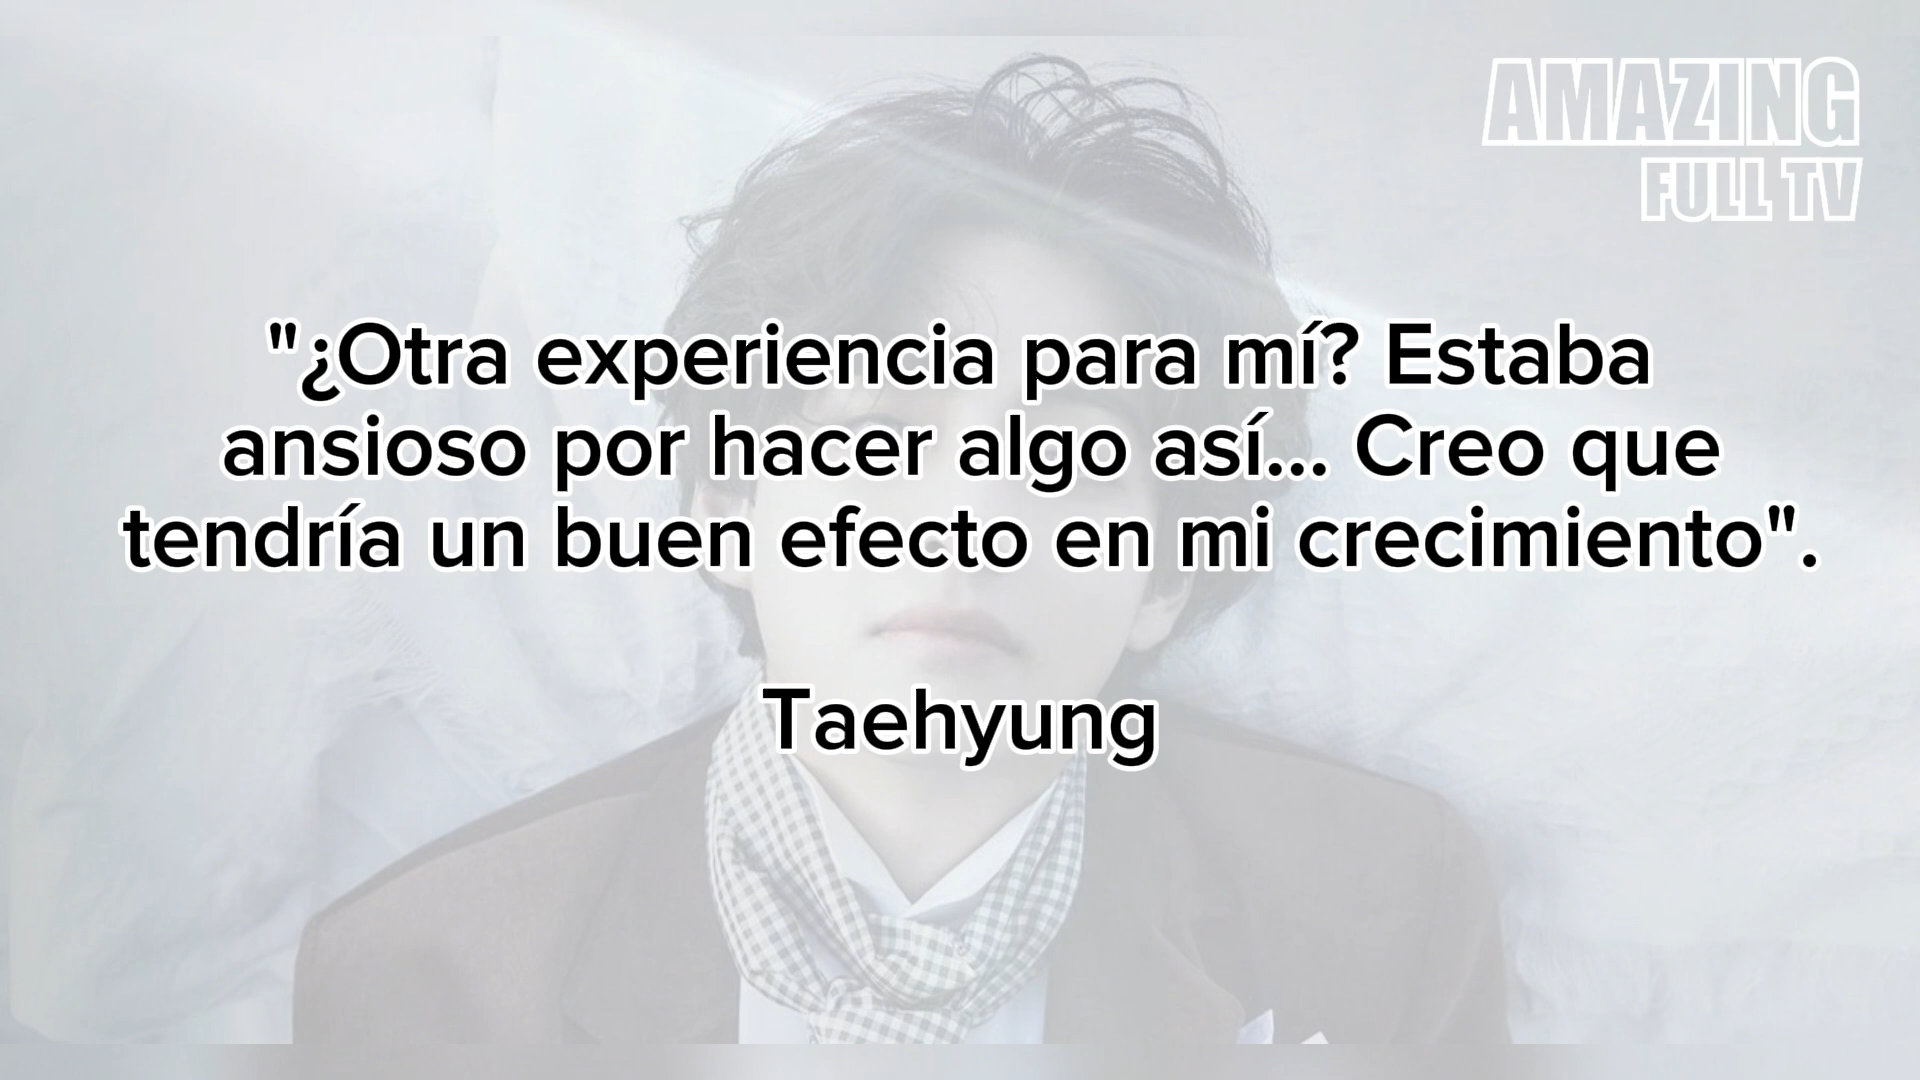 AMAZING
FULL TV
"¿Otra experiencia para mí? Estaba
ansioso por hacer algo así... Creo que
tendría un buen efecto en mi crecimiento".
Taehyung